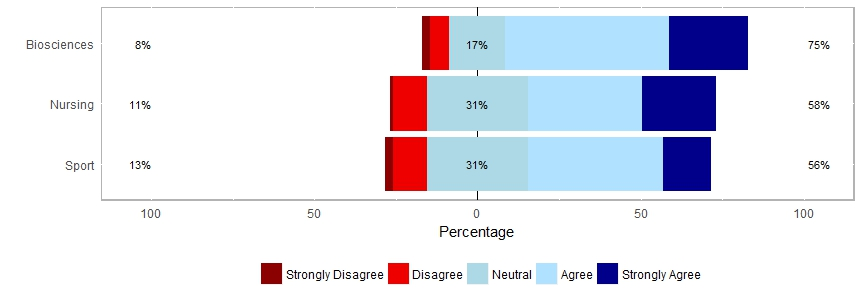 Biosciences 8% 17% 75%
Nursing 11% 31% 58%
Sport 13% 31% 56%
100 50 0 50 100
Percentage
Strongly Disagree Disagree Neutral Agree Strongly Agree